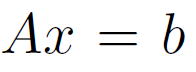 Ax = b